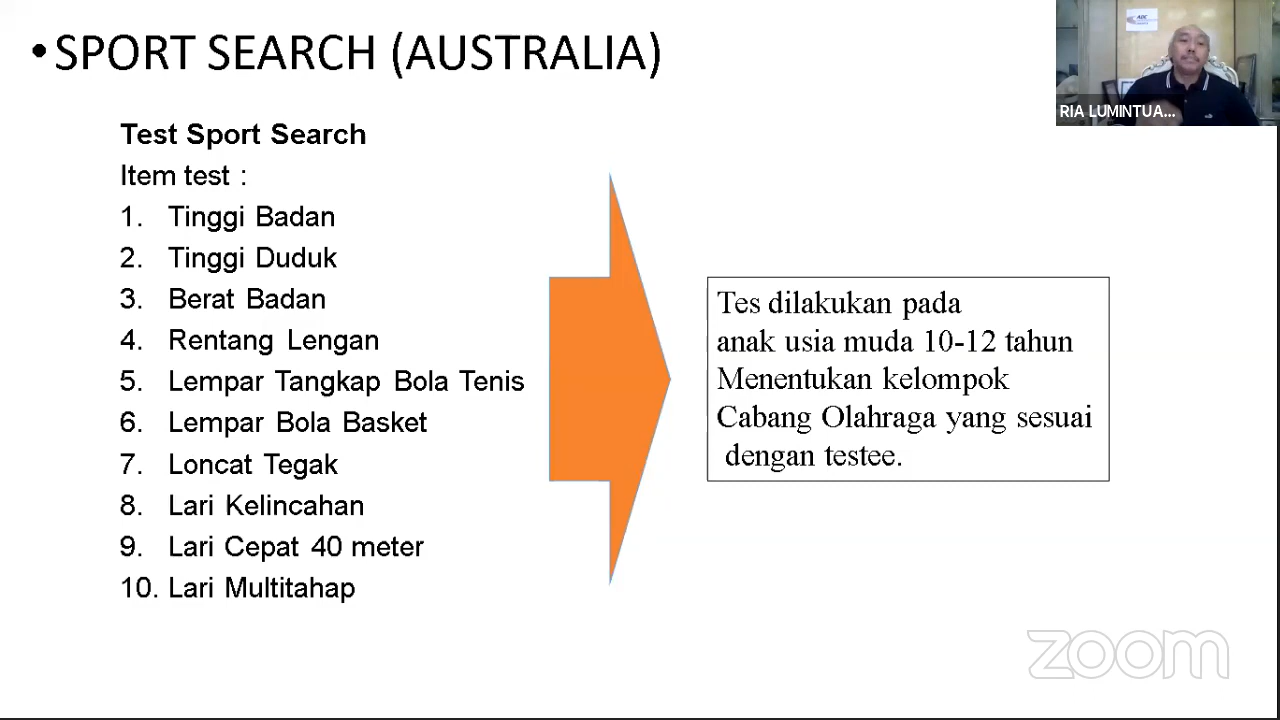 • SPORT SEARCH (AUSTRALIA)
Test Sport Search
Item test :
1. Tinggi Badan
2. Tinggi Duduk
3. Berat Badan
4. Rentang Lengan
5. Lempar Tangkap Bola Tenis
6. Lempar Bola Basket
7. Loncat Tegak
8. Lari Kelincahan
9. Lari Cepat 40 meter
10. Lari Multitahap
Tes dilakukan pada
anak usia muda 10-12 tahun
Menentukan kelompok
Cabang Olahraga yang sesuai
dengan testee.
RIA LUMINTUA...
zoom